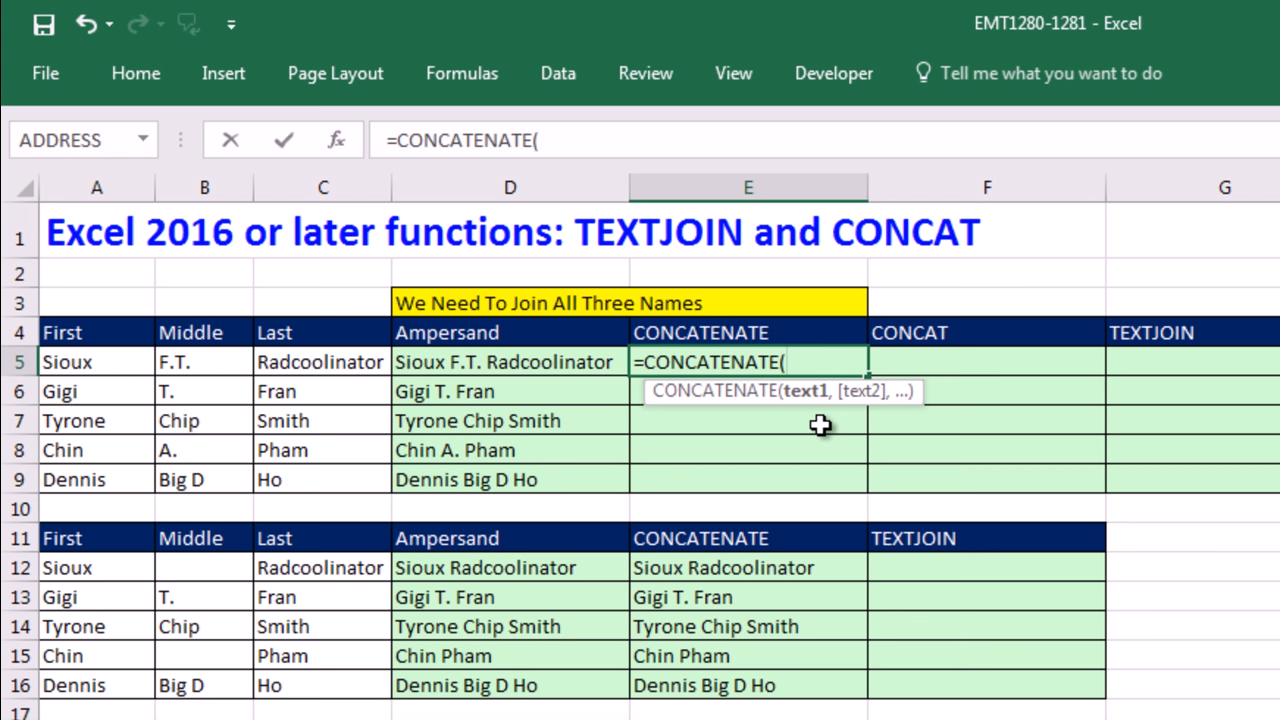 EMT1280-1281 - Excel
File Home Insert Page Layout Formulas Data Review View Developer Tell me what you want to do
ADDRESS fx =CONCATENATE(
A B C D E F G
1 Excel 2016 or later functions: TEXTJOIN and CONCAT
2
3 We Need To Join All Three Names
4 First Middle Last Ampersand CONCATENATE CONCAT TEXTJOIN
5 Sioux F.T. Radcoolinator Sioux F.T. Radcoolinator =CONCATENATE(
6 Gigi T. Fran Gigi T. Fran CONCATENATE(text1, [text2], ...)
7 Tyrone Chip Smith Tyrone Chip Smith
8 Chin A. Pham Chin A. Pham
9 Dennis Big D Ho Dennis Big D Ho
10
11 First Middle Last Ampersand CONCATENATE TEXTJOIN
12 Sioux Radcoolinator Sioux Radcoolinator Sioux Radcoolinator
13 Gigi T. Fran Gigi T. Fran Gigi T. Fran
14 Tyrone Chip Smith Tyrone Chip Smith Tyrone Chip Smith
15 Chin Pham Chin Pham Chin Pham
16 Dennis Big D Ho Dennis Big D Ho Dennis Big D Ho
17